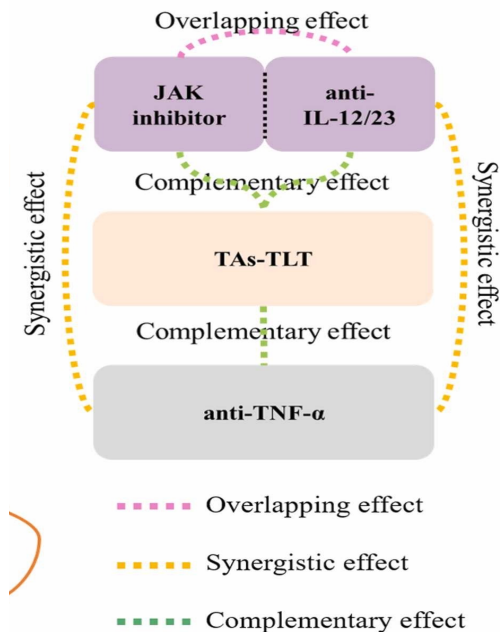 Overlapping effect
JAK
inhibitor
anti-
IL-12/23
Synergistic effect
Synergistic effect
Complementary effect
TAs-TLT
Complementary effect
anti-TNF-α
Overlapping effect
Synergistic effect
Complementary effect